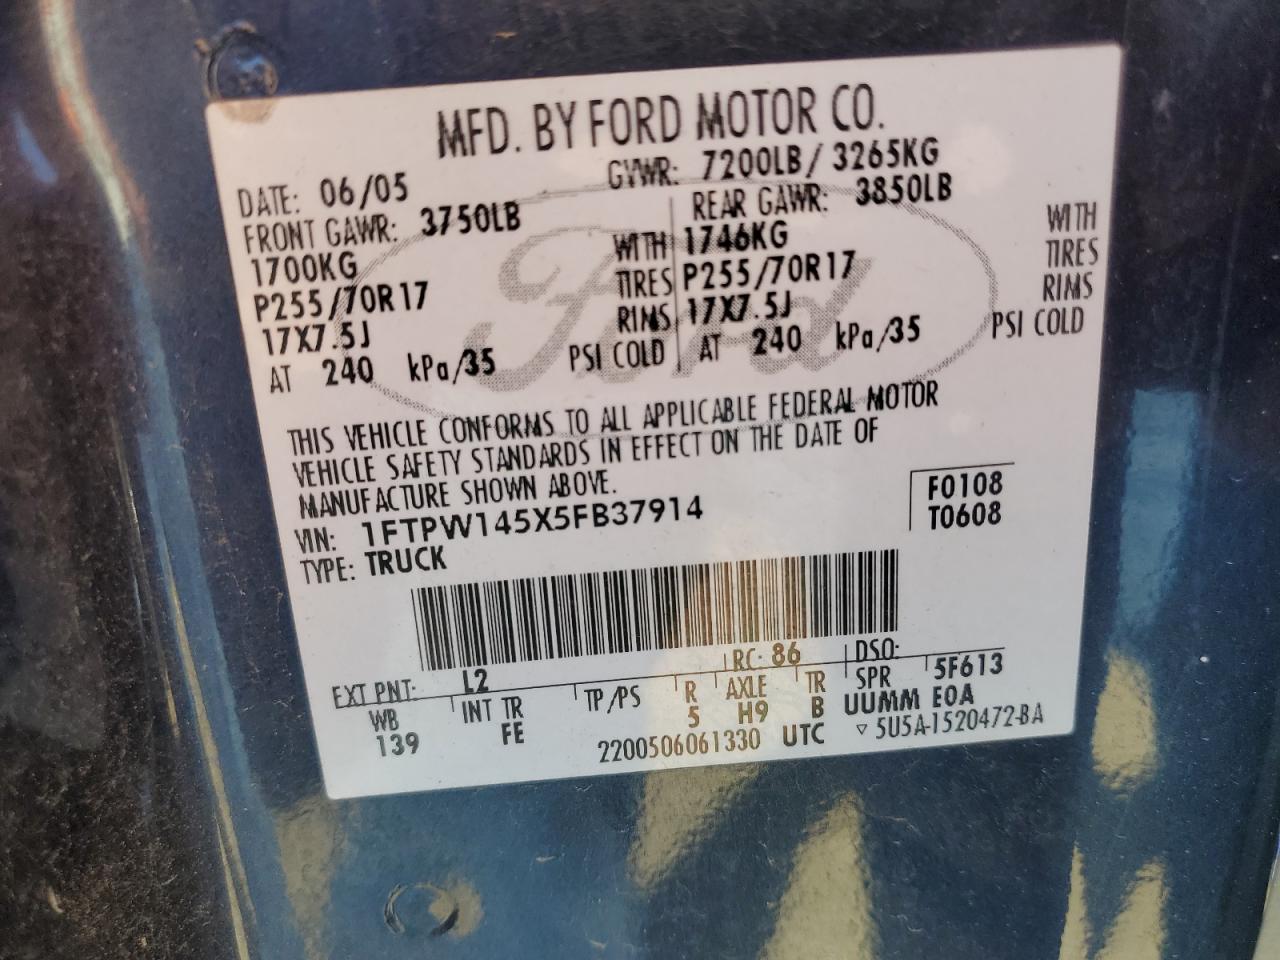 MFD. BY FORD MOTOR CO.
DATE: 06/05 GVWR: 7200LB/ 3265KG
FRONT GAWR: 3750LB REAR GAWR: 3850LB
1700KG WITH 1746KG WITH
P255/70R17 TIRES P255/70R17 TIRES
17X7.5J RIMS 17X7.5J RIMS
AT 240 kPa/35 PSI COLD AT 240 kPa/35 PSI COLD
Ford
THIS VEHICLE CONFORMS TO ALL APPLICABLE FEDERAL MOTOR
VEHICLE SAFETY STANDARDS IN EFFECT ON THE DATE OF
MANUFACTURE SHOWN ABOVE.
VIN: 1FTPW145X5FB37914 F0108
TYPE: TRUCK T0608
EXT PNT: L2 RC: 86 DSO:
WB INT TR TP/PS R AXLE TR SPR 5F613
139 FE 5 H9 B UUMM E0A
2200506061330 UTC ▽ 5U5A-1520472-BA